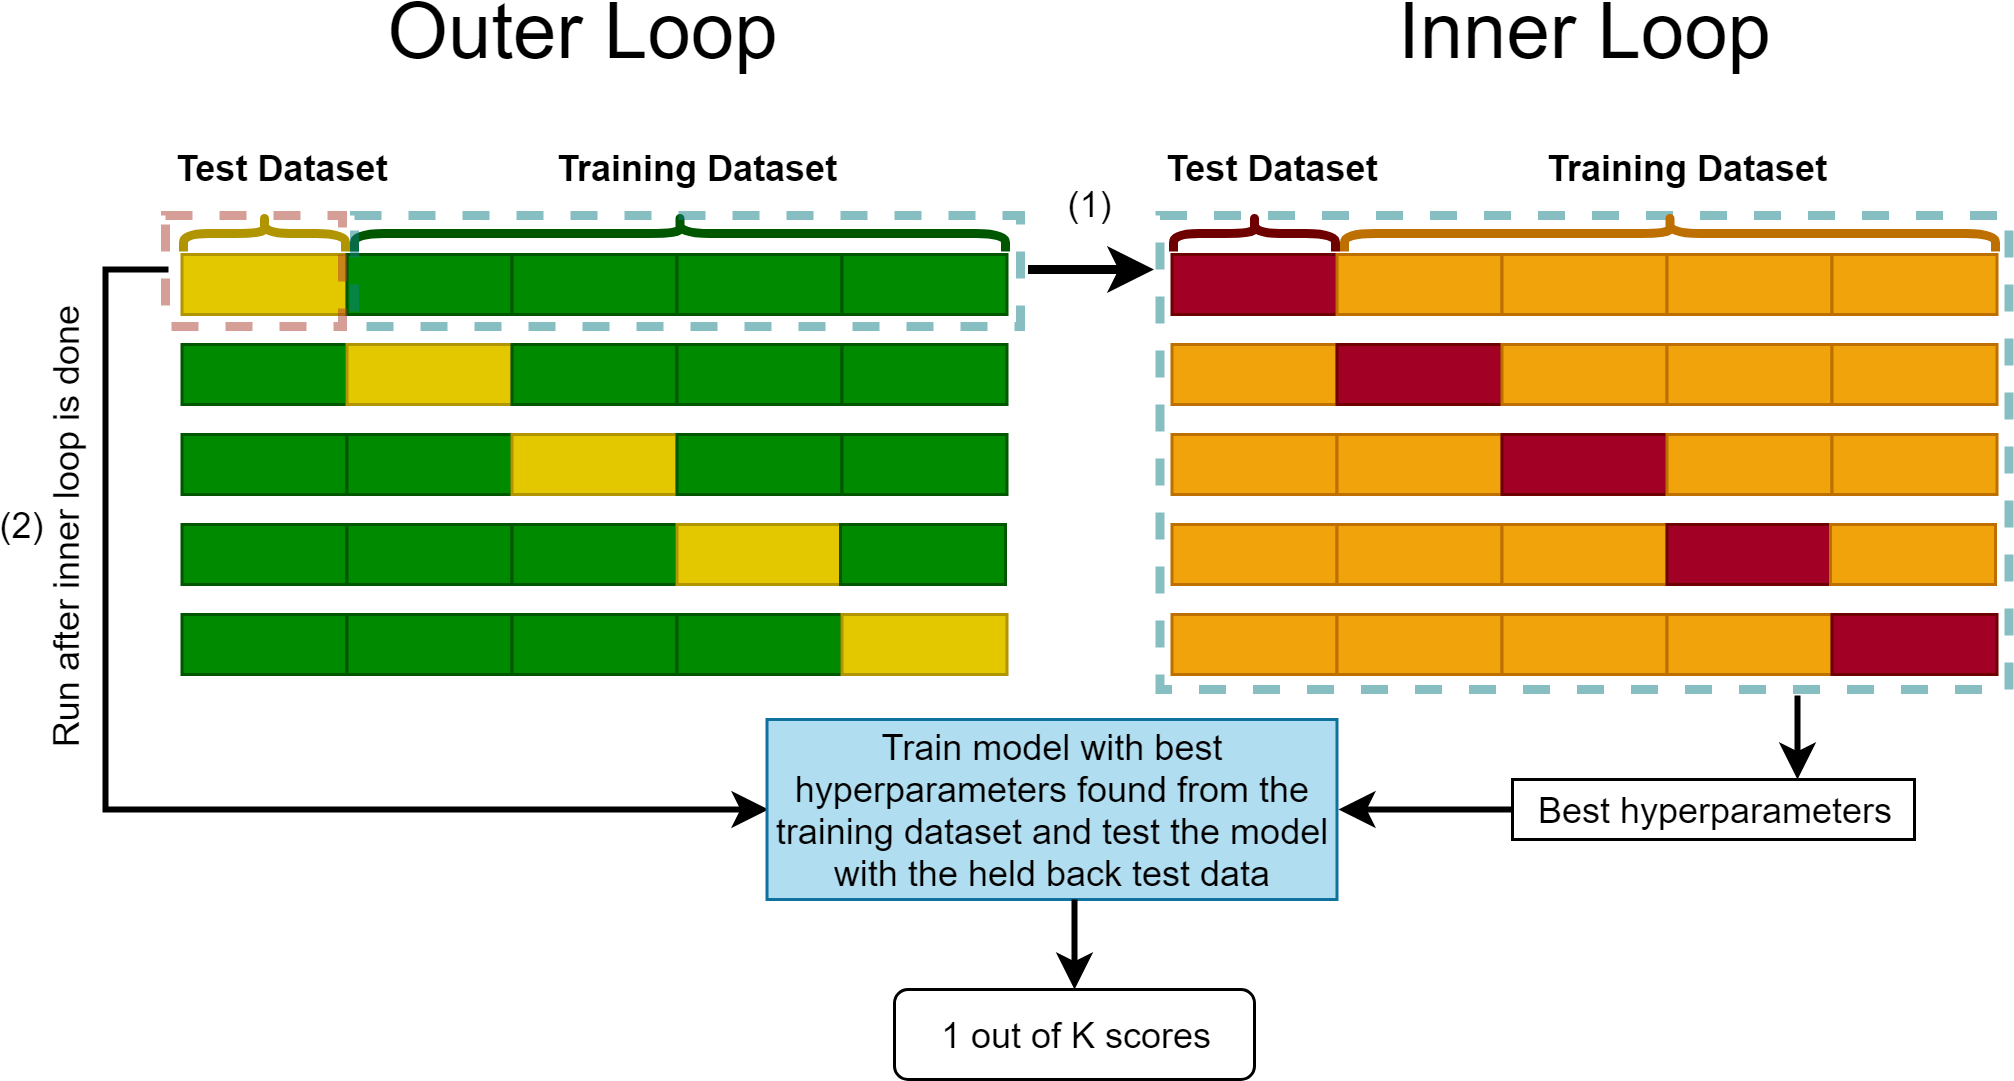 Outer Loop
Inner Loop
Test Dataset
Training Dataset
(1)
Test Dataset
Training Dataset
(2)
Run after inner loop is done
Train model with best
hyperparameters found from the
training dataset and test the model
with the held back test data
Best hyperparameters
1 out of K scores